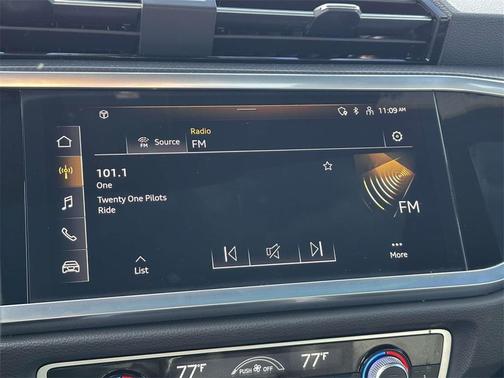 11:09 AM
Radio
FM
Source
FM
101.1
One
Twenty One Pilots
Ride
FM
List
More
77°F
PUSH OFF
77°F